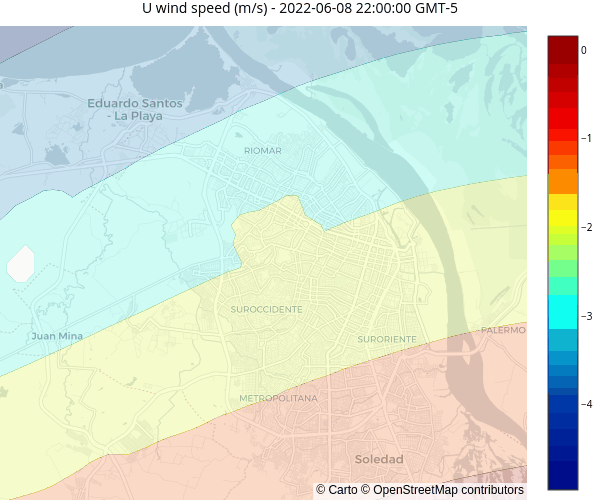 U wind speed (m/s) - 2022-06-08 22:00:00 GMT-5
0
Eduardo Santos
- La Playa
−1
RIOMAR
−2
SUROCCIDENTE
−3
PALERMO
Juan Mina
SURORIENTE
METROPOLITANA
−4
Soledad
© Carto © OpenStreetMap contributors